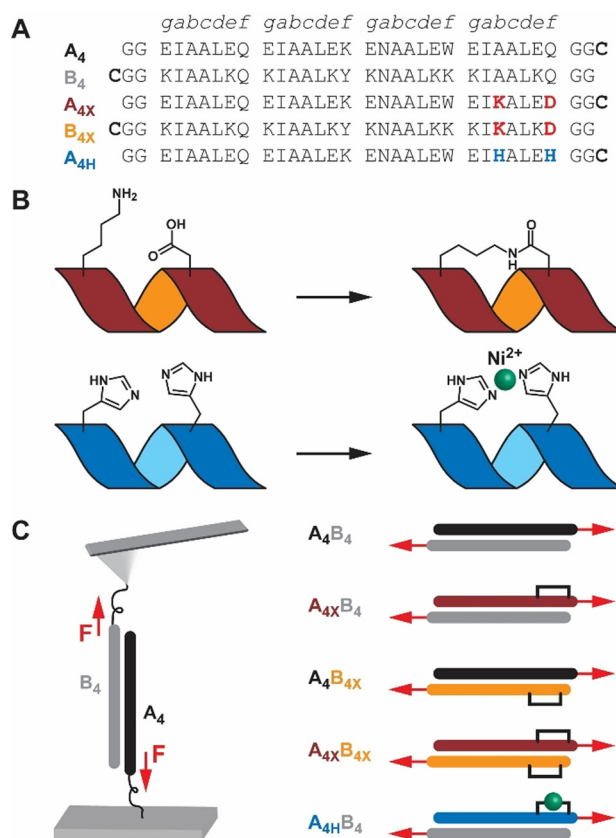 gabcdef gabcdef gabcdef gabcdef
A
A4 GG EIAALEQ EIAALEK ENAALEW EIAALEQ GGC
B4 CGG KIAALKQ KIAALKY KIAALKK KIAALKQ GG
A4X GG EIAALEQ EIAALEK ENAALEW EIKALED GGC
B4X CGG KIAALKQ KIAALKY KIAALKK KIKALKD GG
A4H GG EIAALEQ EIAALEK ENAALEW EIHALEH GGC
B
NH2
OH
O
O
N
H
Ni2+
HN
N
N
NH
HN
N
N
NH
C
F
B4
A4
F
A4B4
A4XB4
A4B4X
A4XB4X
A4HB4